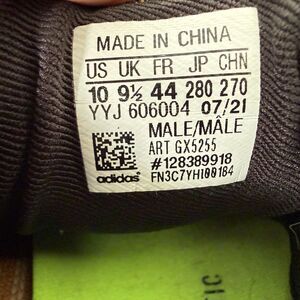 MADE IN CHINA
US UK FR JP CHN
10 9½ 44 280 270
YYJ 606004 07/21
MALE/MÂLE
ART GX5255
#128389918
adidas FN3C7YHI00184